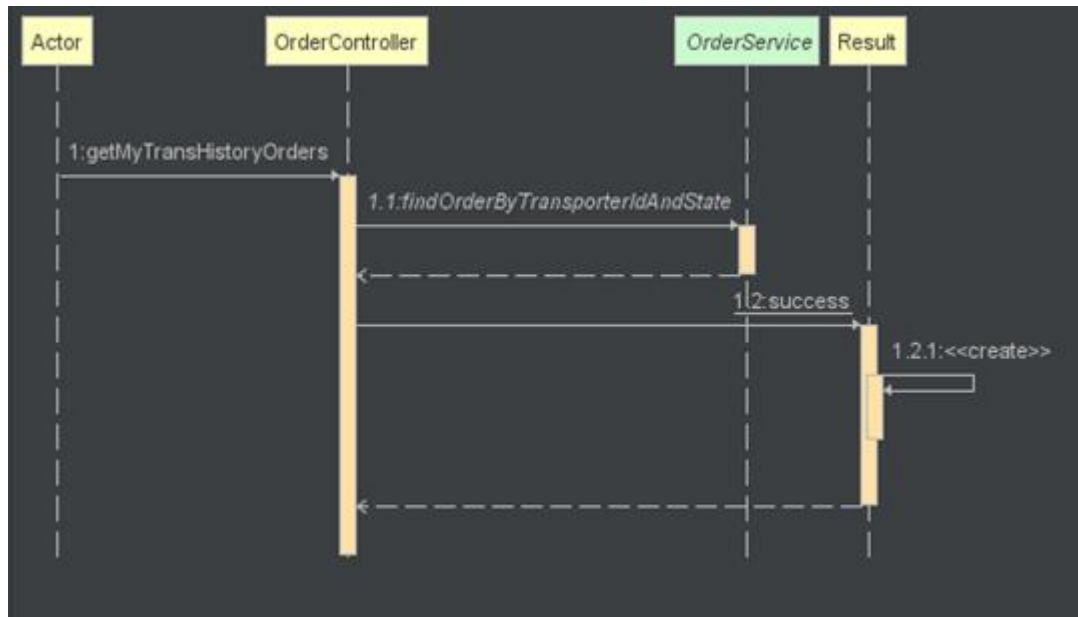 Actor
OrderController
OrderService
Result
1:getMyTransHistoryOrders
1.1:findOrderByTransporterIdAndState
1.2:success
1.2.1:<<create>>